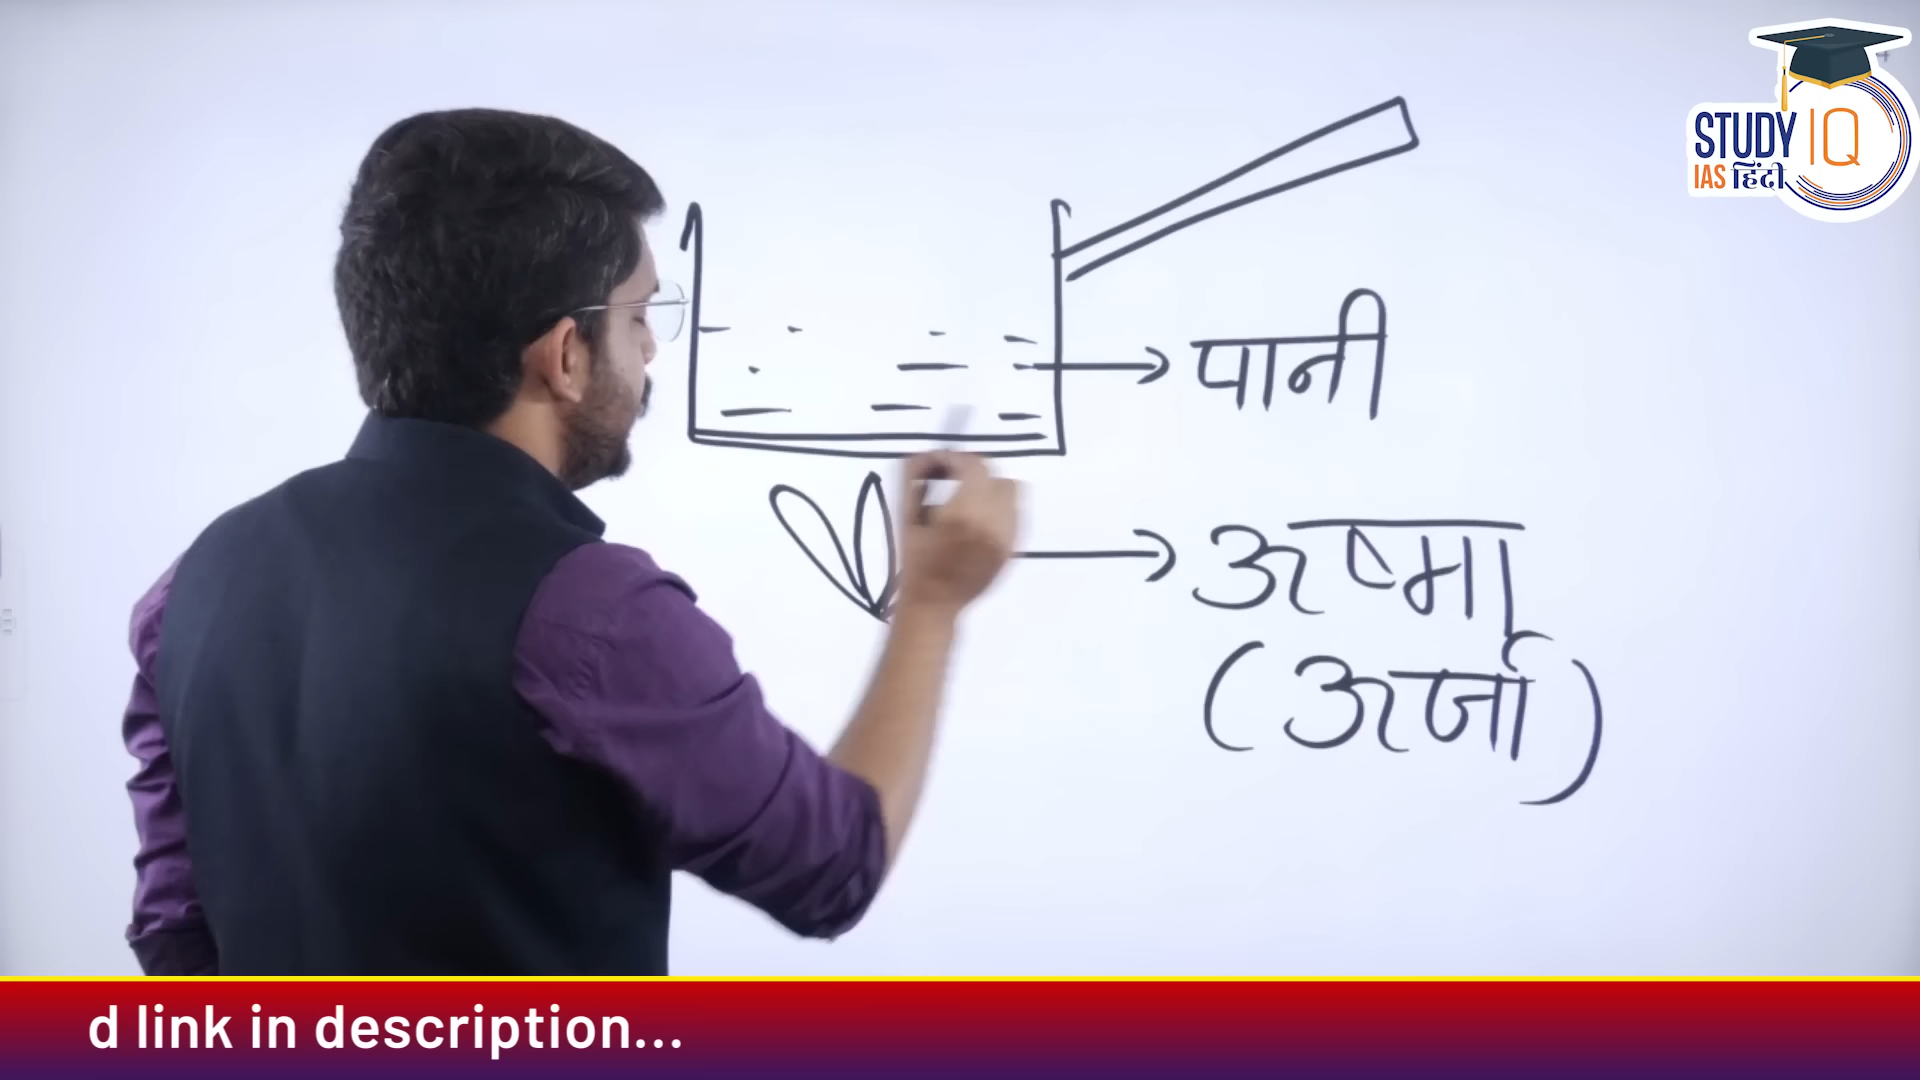 STUDY IQ
IAS हिंदी
पानी
ऊष्मा
(ऊर्जा)
d link in description...